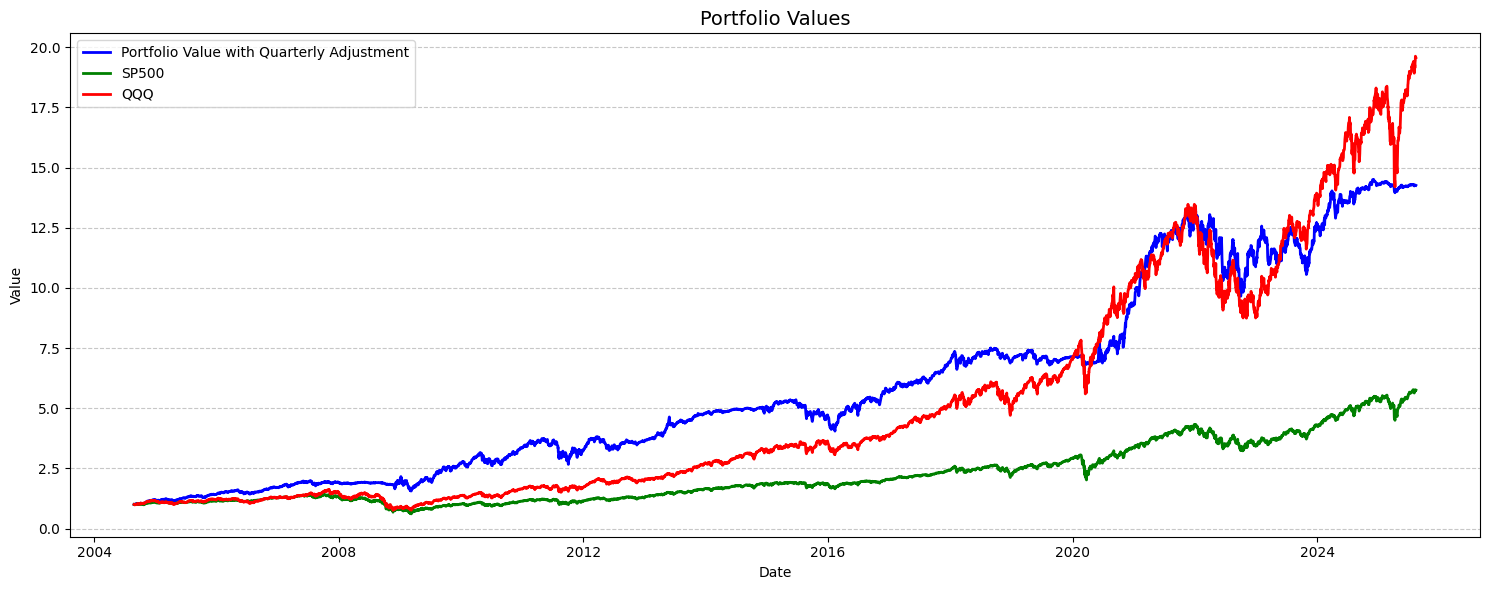 Portfolio Values
Portfolio Value with Quarterly Adjustment
SP500
QQQ
Value
20.0
17.5
15.0
12.5
10.0
7.5
5.0
2.5
0.0
2004 2008 2012 2016 2020 2024
Date